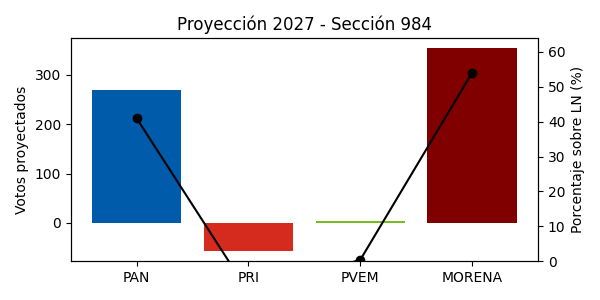 Proyección 2027 - Sección 984
Votos proyectados
300
200
100
0
PAN
PRI
PVEM
MORENA
60
50
40
30
20
10
0
Porcentaje sobre LN (%)